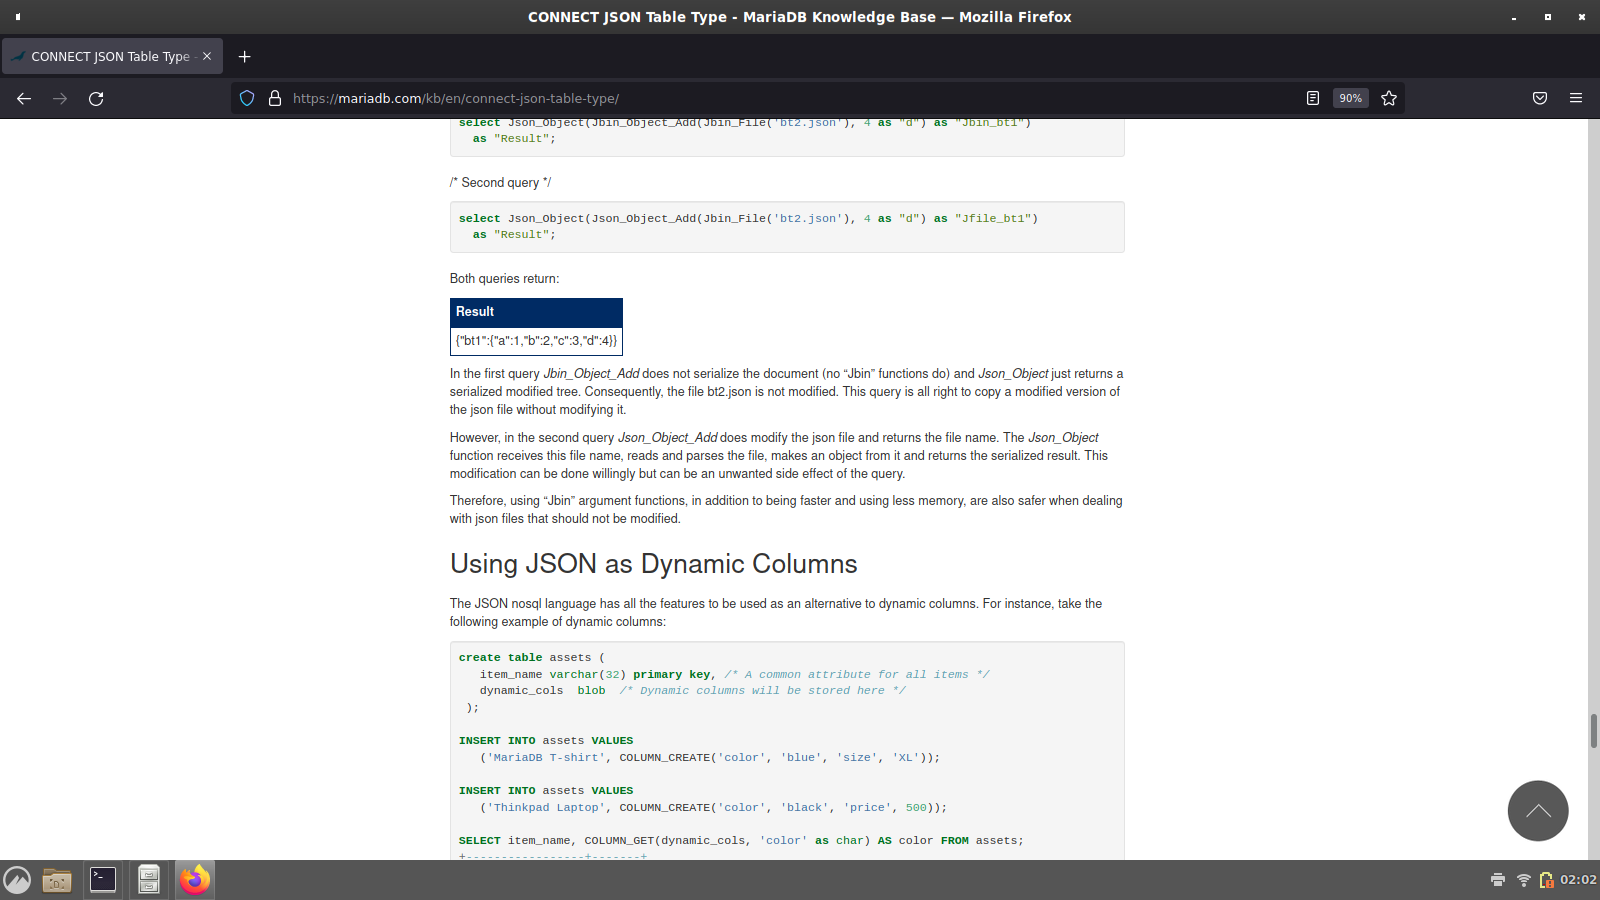 CONNECT JSON Table Type - MariaDB Knowledge Base — Mozilla Firefox
CONNECT JSON Table Type -
https://mariadb.com/kb/en/connect-json-table-type/
90%
select Json_Object(Jbin_Object_Add(Jbin_File('bt2.json'), 4 as "d") as "Jbin_bt1")
as "Result";
/* Second query */
select Json_Object(Json_Object_Add(Jbin_File('bt2.json'), 4 as "d") as "Jfile_bt1")
as "Result";
Both queries return:
Result
{"bt1":{"a":1,"b":2,"c":3,"d":4}}
In the first query Jbin_Object_Add does not serialize the document (no “Jbin” functions do) and Json_Object just returns a
serialized modified tree. Consequently, the file bt2.json is not modified. This query is all right to copy a modified version of
the json file without modifying it.
However, in the second query Json_Object_Add does modify the json file and returns the file name. The Json_Object
function receives this file name, reads and parses the file, makes an object from it and returns the serialized result. This
modification can be done willingly but can be an unwanted side effect of the query.
Therefore, using “Jbin” argument functions, in addition to being faster and using less memory, are also safer when dealing
with json files that should not be modified.
Using JSON as Dynamic Columns
The JSON nosql language has all the features to be used as an alternative to dynamic columns. For instance, take the
following example of dynamic columns:
create table assets (
item_name varchar(32) primary key, /* A common attribute for all items */
dynamic_cols  blob  /* Dynamic columns will be stored here */
);
INSERT INTO assets VALUES
('MariaDB T-shirt', COLUMN_CREATE('color', 'blue', 'size', 'XL'));
INSERT INTO assets VALUES
('Thinkpad Laptop', COLUMN_CREATE('color', 'black', 'price', 500));
SELECT item_name, COLUMN_GET(dynamic_cols, 'color' as char) AS color FROM assets;
+-----------------+-------+
02:02